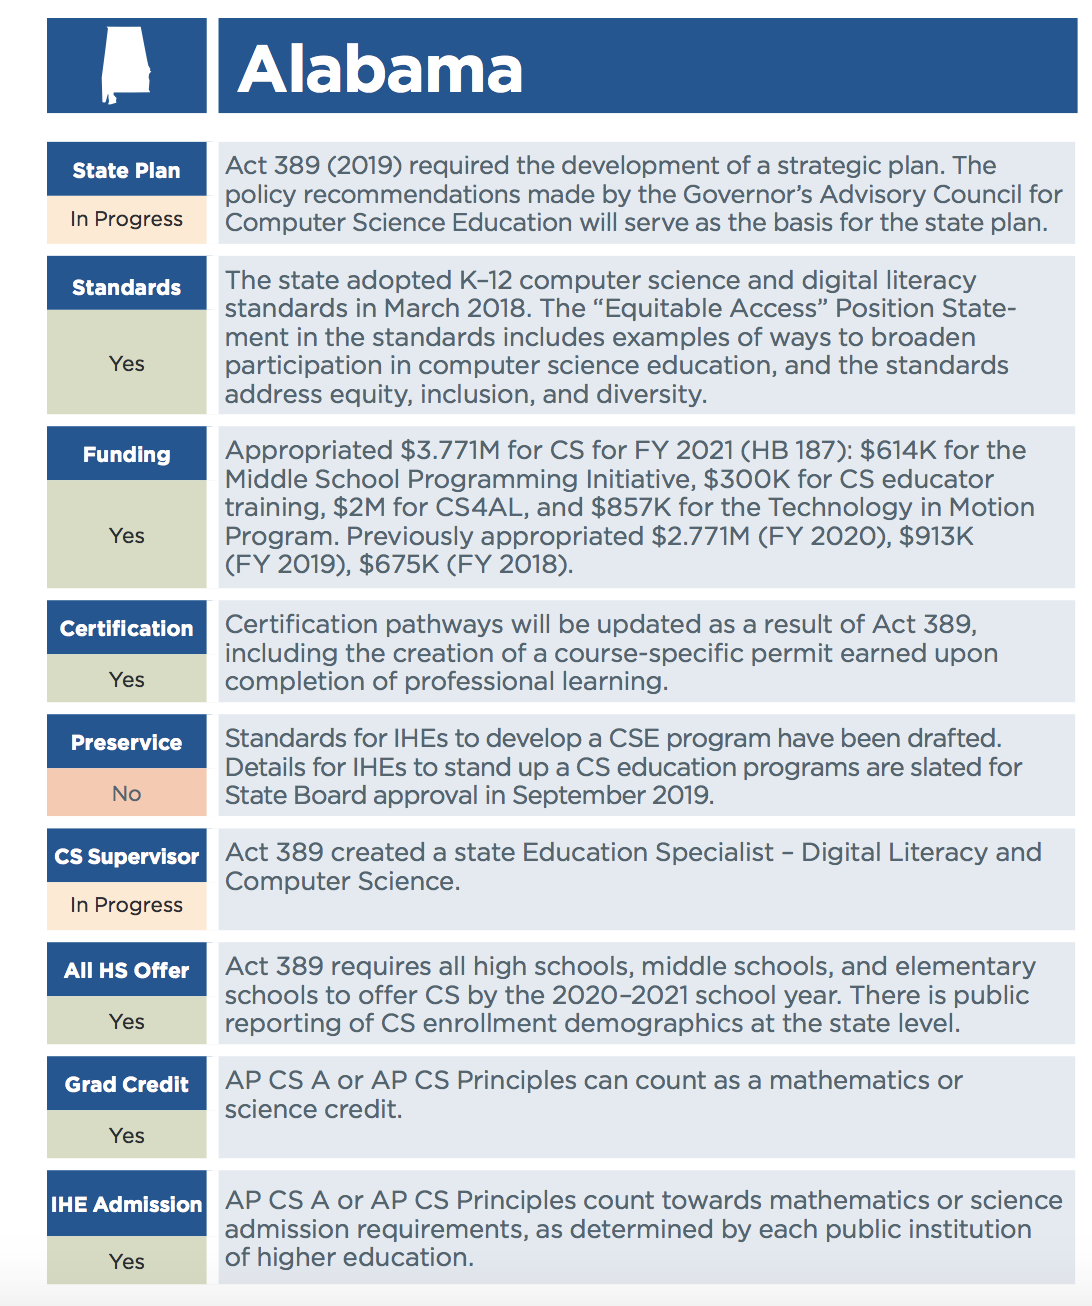 Alabama
State Plan
In Progress
Act 389 (2019) required the development of a strategic plan. The
policy recommendations made by the Governor’s Advisory Council for
Computer Science Education will serve as the basis for the state plan.
Standards
Yes
The state adopted K–12 computer science and digital literacy
standards in March 2018. The “Equitable Access” Position State-
ment in the standards includes examples of ways to broaden
participation in computer science education, and the standards
address equity, inclusion, and diversity.
Funding
Yes
Appropriated $3.771M for CS for FY 2021 (HB 187): $614K for the
Middle School Programming Initiative, $300K for CS educator
training, $2M for CS4AL, and $857K for the Technology in Motion
Program. Previously appropriated $2.771M (FY 2020), $913K
(FY 2019), $675K (FY 2018).
Certification
Yes
Certification pathways will be updated as a result of Act 389,
including the creation of a course-specific permit earned upon
completion of professional learning.
Preservice
No
Standards for IHEs to develop a CSE program have been drafted.
Details for IHEs to stand up a CS education programs are slated for
State Board approval in September 2019.
CS Supervisor
In Progress
Act 389 created a state Education Specialist – Digital Literacy and
Computer Science.
All HS Offer
Yes
Act 389 requires all high schools, middle schools, and elementary
schools to offer CS by the 2020–2021 school year. There is public
reporting of CS enrollment demographics at the state level.
Grad Credit
Yes
AP CS A or AP CS Principles can count as a mathematics or
science credit.
IHE Admission
Yes
AP CS A or AP CS Principles count towards mathematics or science
admission requirements, as determined by each public institution
of higher education.